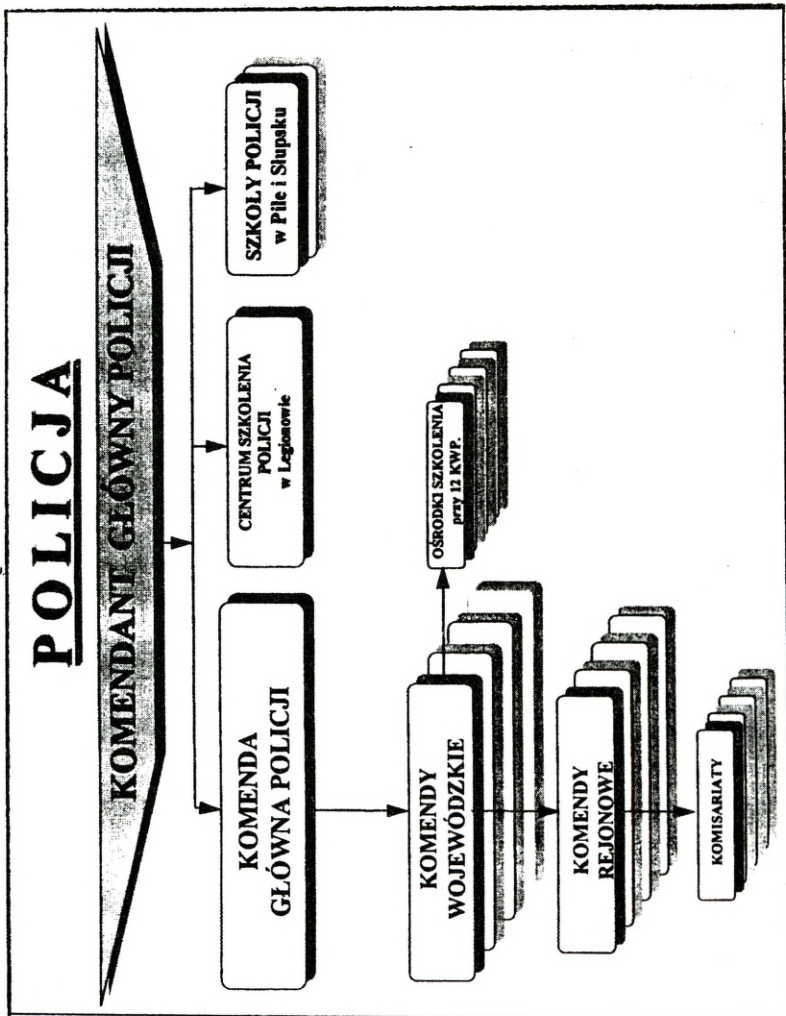 POLICJA
KOMENDANT GŁÓWNY POLICJI
KOMENDA
GŁÓWNA POLICJI
CENTRUM SZKOLENIA
POLICJI
w Legionowie
SZKOŁY POLICJI
w Pile i Słupsku
KOMENDY
WOJEWÓDZKIE
OŚRODKI SZKOLENIA
przy 12 KWP.
KOMENDY
REJONOWE
KOMISARIATY